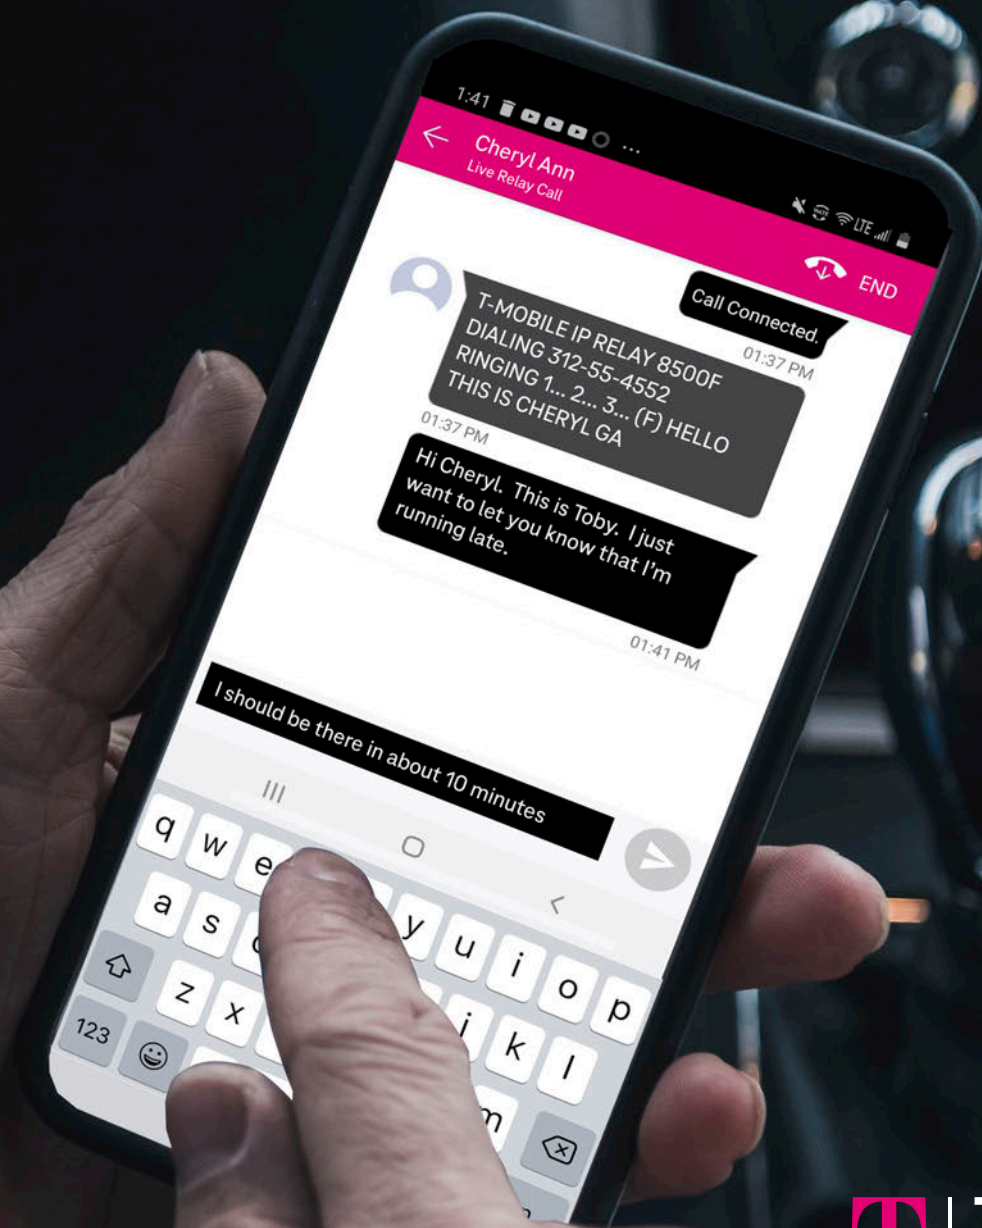 1:41
Cheryl Ann
Live Relay Call
LTE
END
Call Connected.
01:37 PM
T-MOBILE IP RELAY 8500F
DIALING 312-55-4552
RINGING 1... 2... 3... (F) HELLO
THIS IS CHERYL GA
01:37 PM
Hi Cheryl. This is Toby. I just
want to let you know that I'm
running late.
01:41 PM
I should be there in about 10 minutes
q w e y u i o p
a s j k l
z x m
123